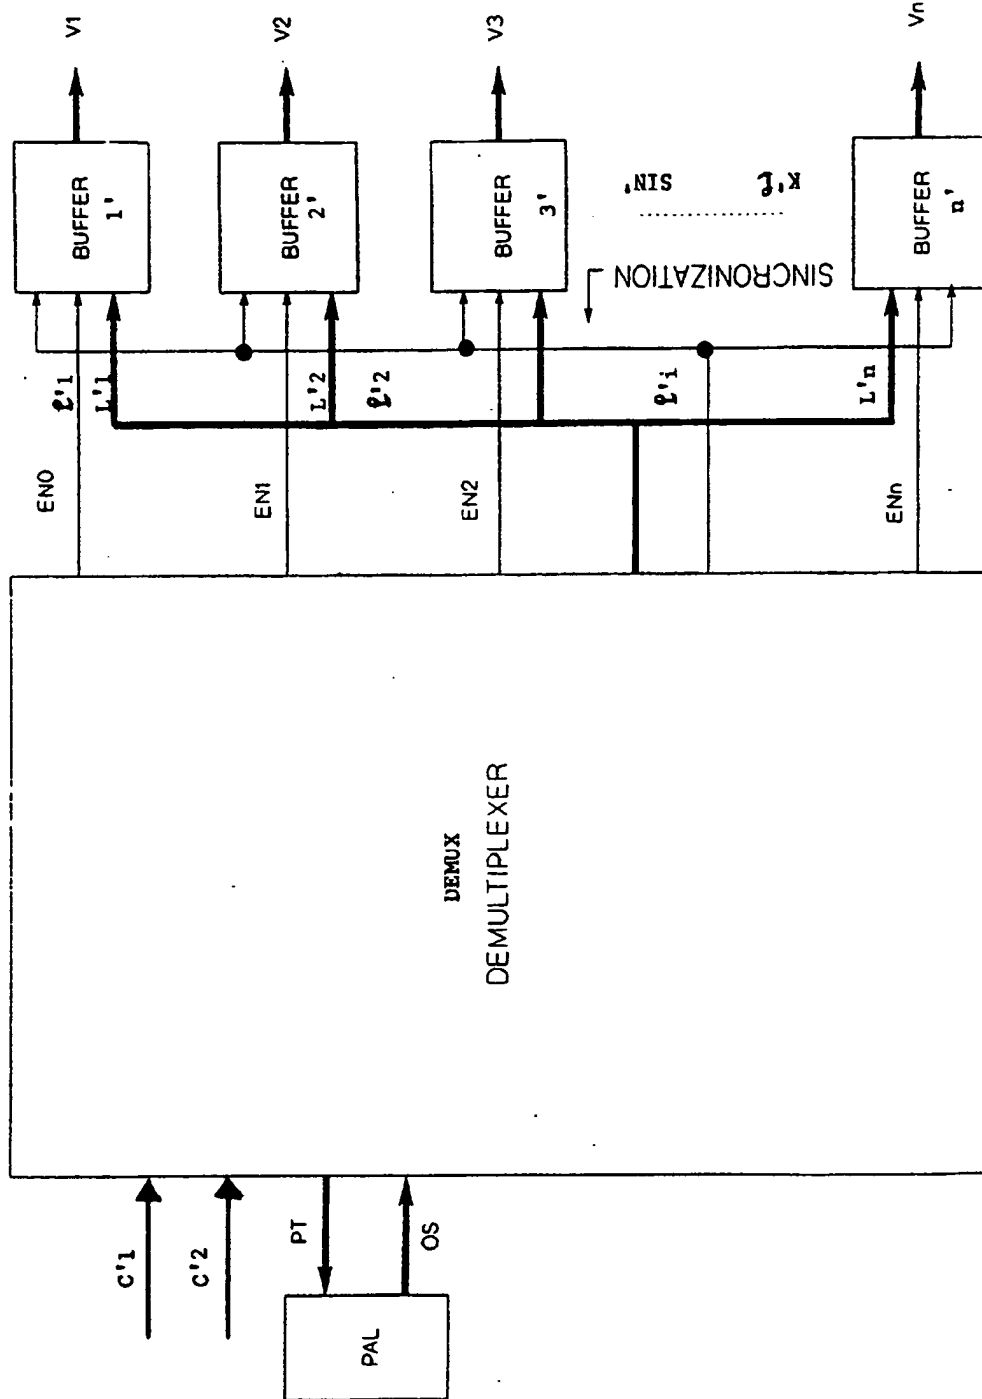 V1
V2
V3
Vn
BUFFER
1'
BUFFER
2'
BUFFER
3'
BUFFER
n'
SIN'
K'ℓ
SINCRONIZATION
ℓ'1
L'1
L'2
ℓ'2
ℓ'i
L'n
EN0
EN1
EN2
ENn
DEMUX
DEMULTIPLEXER
C'1
C'2
PT
OS
PAL